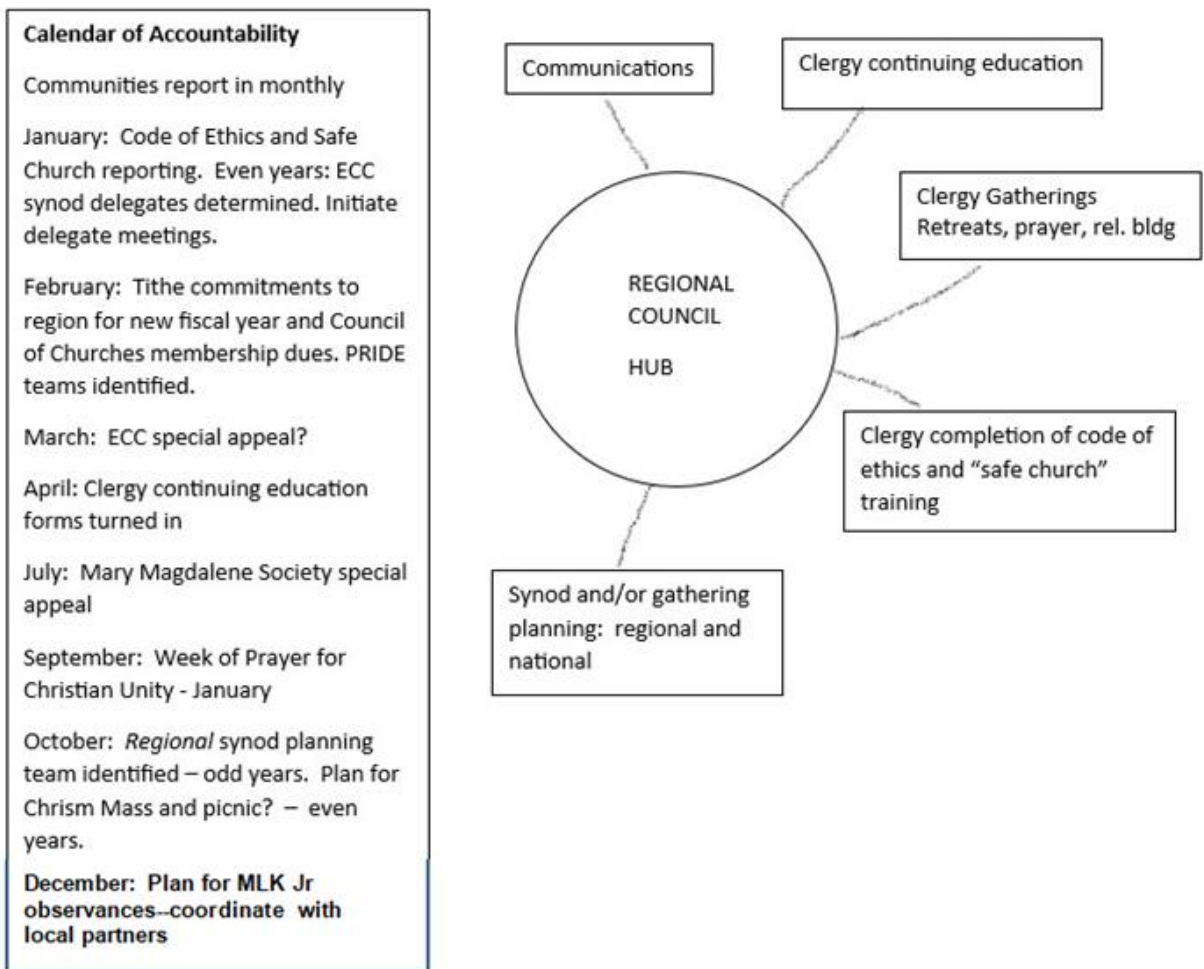 Calendar of Accountability
Communities report in monthly
January:  Code of Ethics and Safe
Church reporting.  Even years: ECC
synod delegates determined. Initiate
delegate meetings.
February:  Tithe commitments to
region for new fiscal year and Council
of Churches membership dues. PRIDE
teams identified.
March:  ECC special appeal?
April: Clergy continuing education
forms turned in
July:  Mary Magdalene Society special
appeal
September:  Week of Prayer for
Christian Unity - January
October:  Regional synod planning
team identified – odd years.  Plan for
Chrism Mass and picnic?  –  even
years.
December:  Plan for MLK Jr
observances--coordinate  with
local partners
Communications
Clergy continuing education
Clergy Gatherings
Retreats, prayer, rel. bldg
REGIONAL
COUNCIL
HUB
Clergy completion of code of
ethics and “safe church”
training
Synod and/or gathering
planning:  regional and
national